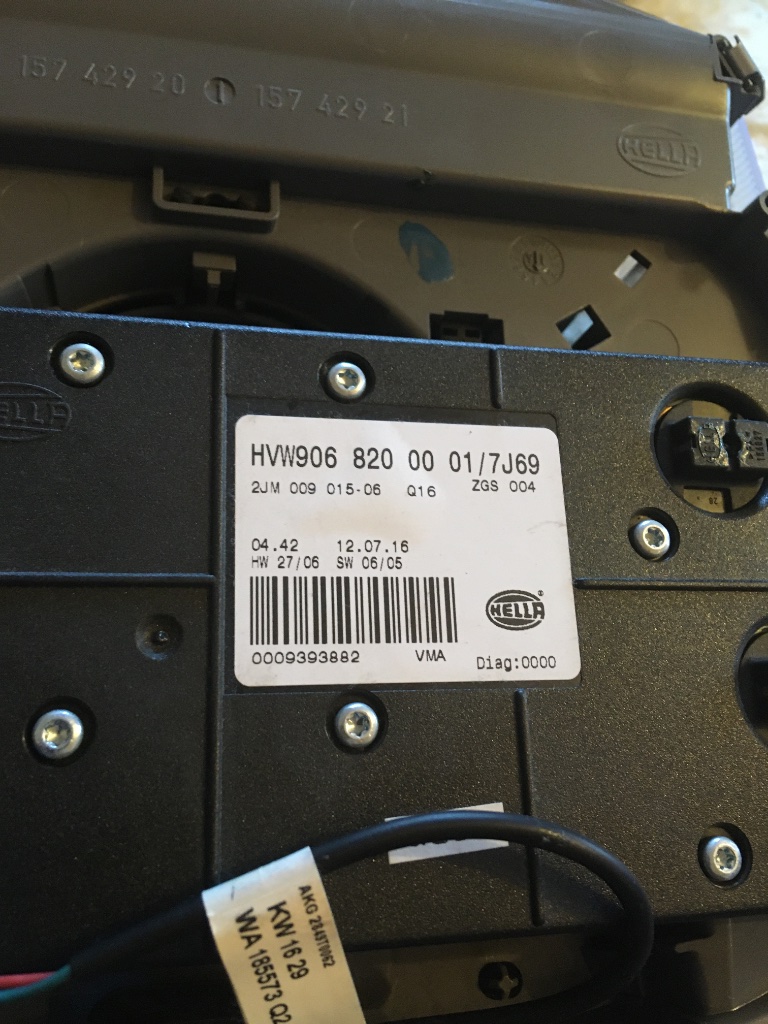 157 429 20 157 429 21
HELLA
HVW906 820 00 01/7J69
2JM 009 015-06 Q16 ZGS 004
04.42 12.07.16
HW 27/06 SW 06/05
HELLA
0009393882 VMA Diag:0000
KW 16 29
WA 185573 Q2